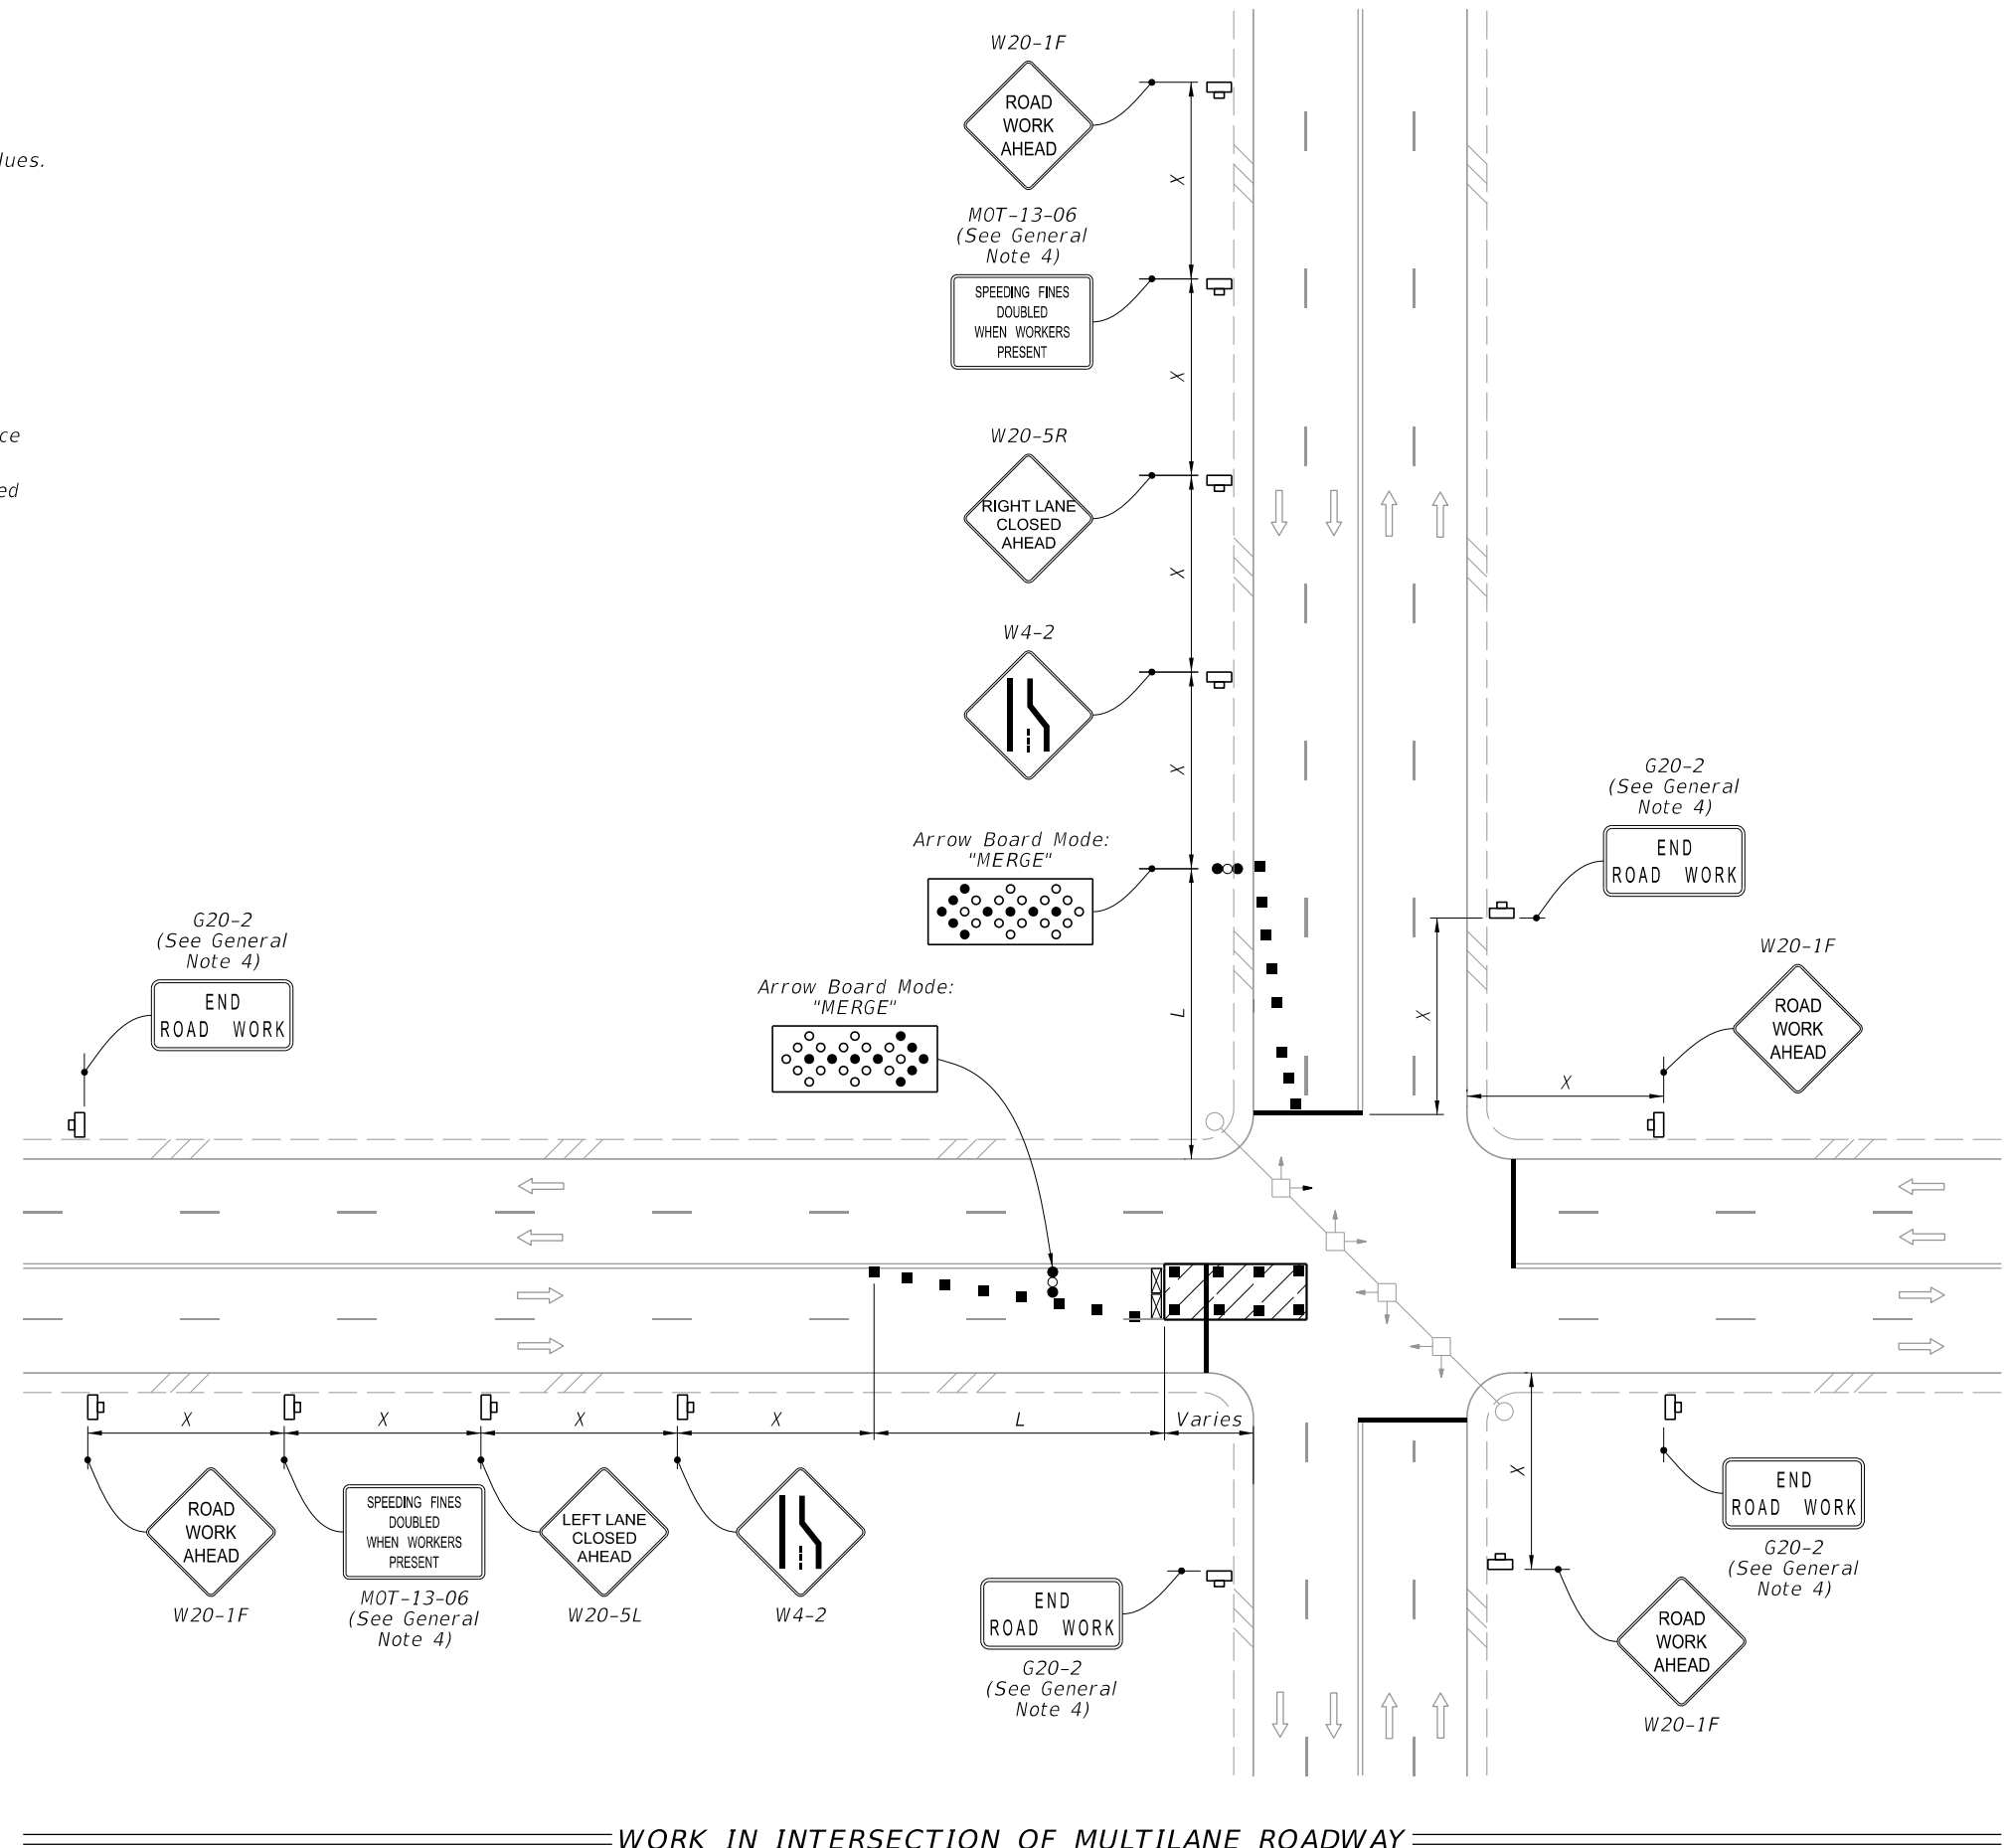 W20-1F
ROAD
WORK
AHEAD
X
lues.
MOT-13-06
(See General
Note 4)
SPEEDING FINES
DOUBLED
WHEN WORKERS
PRESENT
X
ce
ed
W20-5R
RIGHT LANE
CLOSED
AHEAD
X
W4-2
X
Arrow Board Mode:
"MERGE"
L
G20-2
(See General
Note 4)
END
ROAD WORK
X
W20-1F
ROAD
WORK
AHEAD
X
G20-2
(See General
Note 4)
END
ROAD WORK
Arrow Board Mode:
"MERGE"
X
X
X
X
L
Varies
ROAD
WORK
AHEAD
W20-1F
SPEEDING FINES
DOUBLED
WHEN WORKERS
PRESENT
MOT-13-06
(See General
Note 4)
LEFT LANE
CLOSED
AHEAD
W20-5L
W4-2
END
ROAD WORK
G20-2
(See General
Note 4)
X
END
ROAD WORK
G20-2
(See General
Note 4)
ROAD
WORK
AHEAD
W20-1F
WORK IN INTERSECTION OF MULTILANE ROADWAY